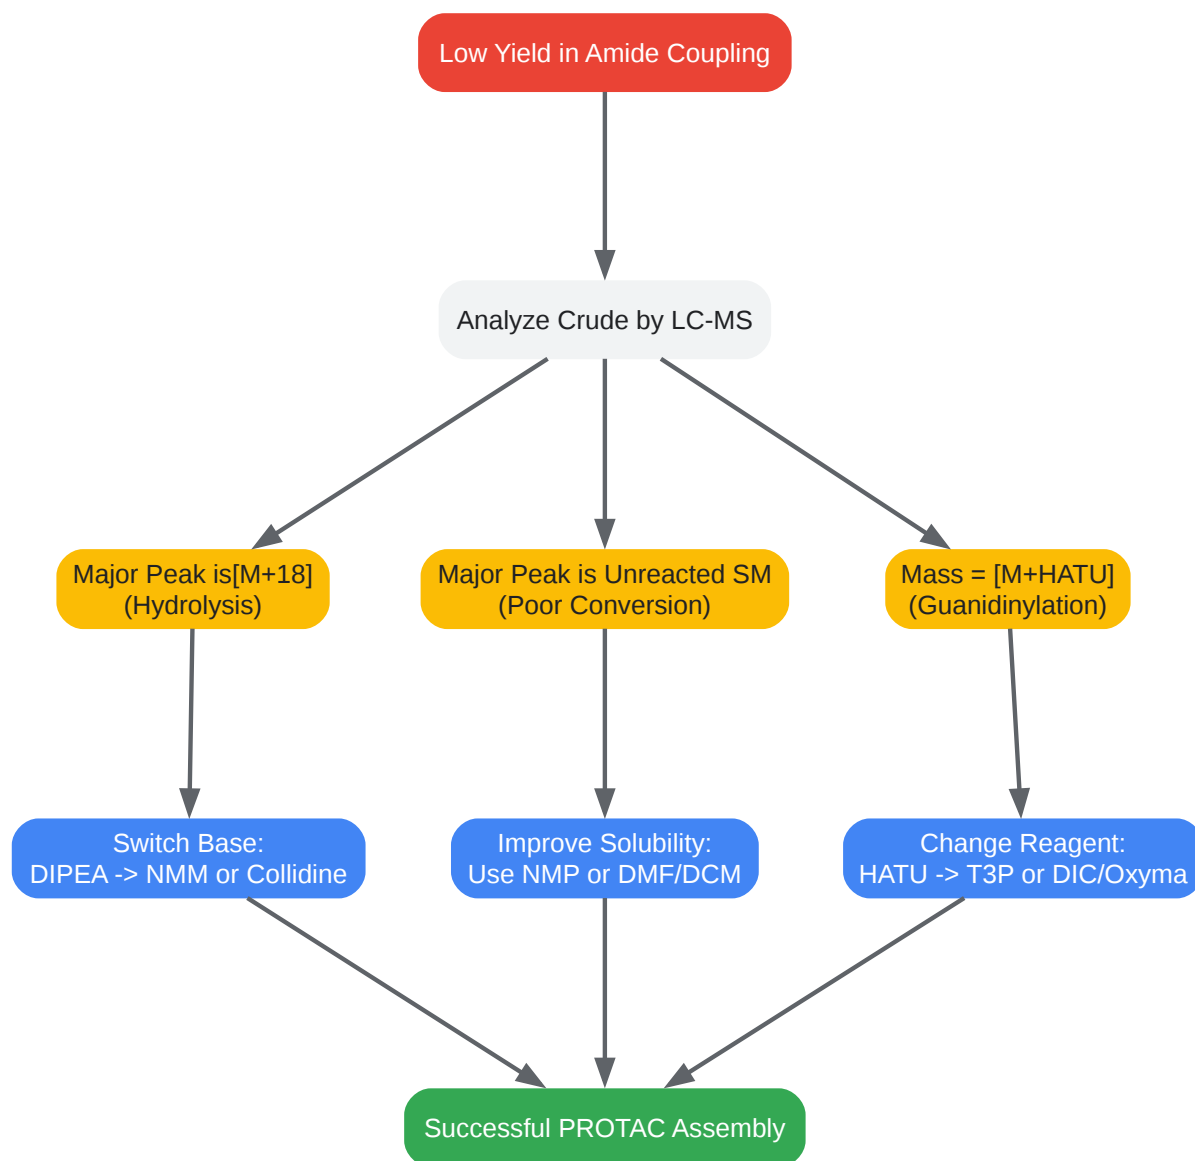 Low Yield in Amide Coupling
Analyze Crude by LC-MS
Major Peak is[M+18]
(Hydrolysis)
Major Peak is Unreacted SM
(Poor Conversion)
Mass = [M+HATU]
(Guanidinylation)
Switch Base:
DIPEA -> NMM or Collidine
Improve Solubility:
Use NMP or DMF/DCM
Change Reagent:
HATU -> T3P or DIC/Oxyma
Successful PROTAC Assembly